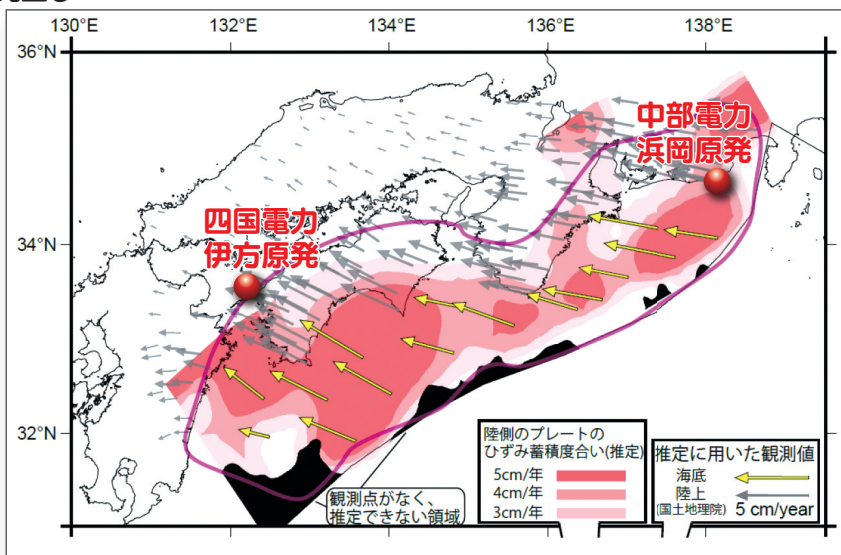 130°E
132°E
134°E
136°E
138°E
36°N
34°N
32°N
中部電力
浜岡原発
四国電力
伊方原発
観測点がなく、
推定できない領域
陸側のプレートの
ひずみ蓄積度合い(推定)
5cm/年
4cm/年
3cm/年
推定に用いた観測値
海底
陸上
(国土地理院)
5 cm/year